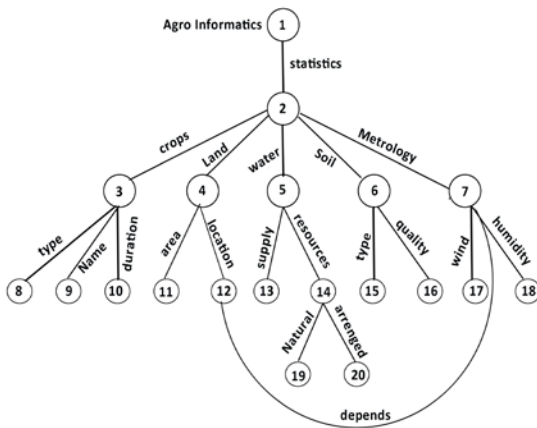 Agro Informatics 1
statistics
2
crops Land water Soil Metrology
3 4 5 6 7
type Name duration area location supply resources type quality wind humidity
8 9 10 11 12 13 14 15 16 17 18
Natural arrenged
19 20
depends